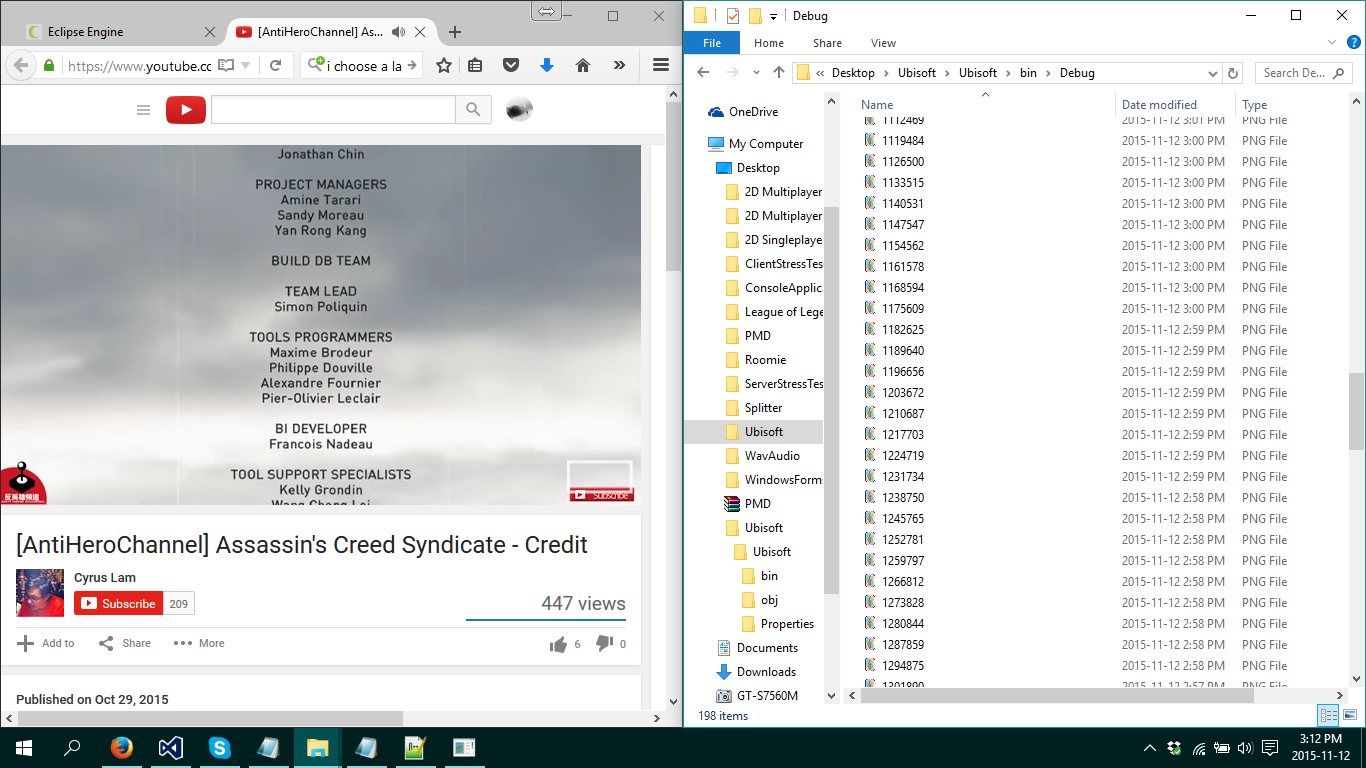 Eclipse Engine
[AntiHeroChannel] As...
https://www.youtube.co
i choose a la
Jonathan Chin
PROJECT MANAGERS
Amine Tarari
Sandy Moreau
Yan Rong Kang
BUILD DB TEAM
TEAM LEAD
Simon Poliquin
TOOLS PROGRAMMERS
Maxime Brodeur
Philippe Douville
Alexandre Fournier
Pier-Olivier Leclair
BI DEVELOPER
Francois Nadeau
TOOL SUPPORT SPECIALISTS
Kelly Grondin
反英雄頻道
Subscribe
[AntiHeroChannel] Assassin's Creed Syndicate - Credit
Cyrus Lam
Subscribe 209
447 views
Add to Share More 6 0
Published on Oct 29, 2015
Debug
File Home Share View
« Desktop > Ubisoft > Ubisoft > bin > Debug
Search De...
OneDrive
My Computer
Desktop
2D Multiplayer
2D Multiplayer
2D Singleplaye
ClientStressTes
ConsoleApplic
League of Lege
PMD
Roomie
ServerStressTes
Splitter
Ubisoft
WavAudio
WindowsForm
PMD
Ubisoft
Ubisoft
bin
obj
Properties
Documents
Downloads
GT-S7560M
Name Date modified Type
1112469 2015-11-12 3:01 PM PNG File
1119484 2015-11-12 3:00 PM PNG File
1126500 2015-11-12 3:00 PM PNG File
1133515 2015-11-12 3:00 PM PNG File
1140531 2015-11-12 3:00 PM PNG File
1147547 2015-11-12 3:00 PM PNG File
1154562 2015-11-12 3:00 PM PNG File
1161578 2015-11-12 3:00 PM PNG File
1168594 2015-11-12 3:00 PM PNG File
1175609 2015-11-12 3:00 PM PNG File
1182625 2015-11-12 2:59 PM PNG File
1189640 2015-11-12 2:59 PM PNG File
1196656 2015-11-12 2:59 PM PNG File
1203672 2015-11-12 2:59 PM PNG File
1210687 2015-11-12 2:59 PM PNG File
1217703 2015-11-12 2:59 PM PNG File
1224719 2015-11-12 2:59 PM PNG File
1231734 2015-11-12 2:59 PM PNG File
1238750 2015-11-12 2:58 PM PNG File
1245765 2015-11-12 2:58 PM PNG File
1252781 2015-11-12 2:58 PM PNG File
1259797 2015-11-12 2:58 PM PNG File
1266812 2015-11-12 2:58 PM PNG File
1273828 2015-11-12 2:58 PM PNG File
1280844 2015-11-12 2:58 PM PNG File
1287859 2015-11-12 2:58 PM PNG File
1294875 2015-11-12 2:58 PM PNG File
1301890 2015-11-12 2:57 PM PNG File
198 items
3:12 PM
2015-11-12